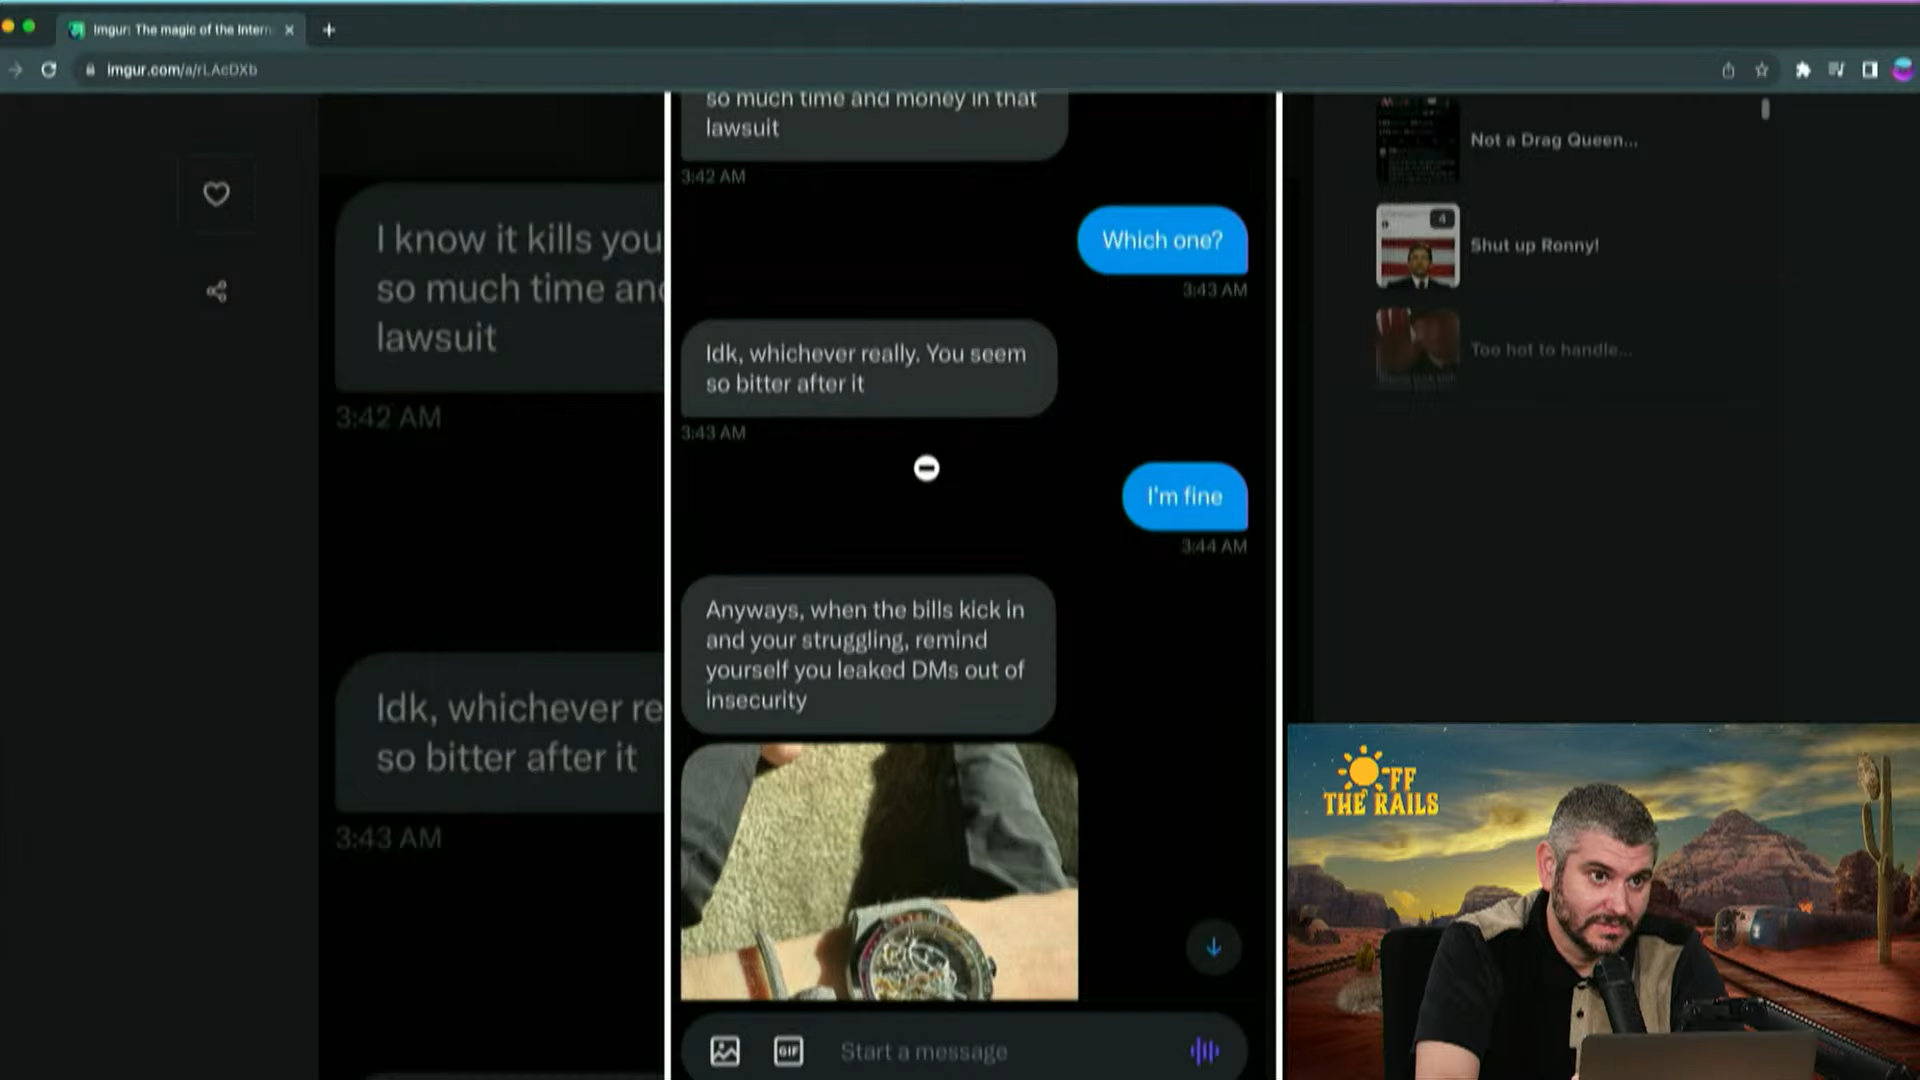 Imgur: The magic of the Intern
imgur.com/a/rLAcDXb
I know it kills you
so much time and
lawsuit
3:42 AM
Idk, whichever re
so bitter after it
3:43 AM
so much time and money in that
lawsuit
3:42 AM
Which one?
3:43 AM
Idk, whichever really. You seem
so bitter after it
3:43 AM
I'm fine
3:44 AM
Anyways, when the bills kick in
and your struggling, remind
yourself you leaked DMs out of
insecurity
GIF
Start a message
Not a Drag Queen...
4
Shut up Ronny!
Too hot to handle...
OFF
THE RAILS